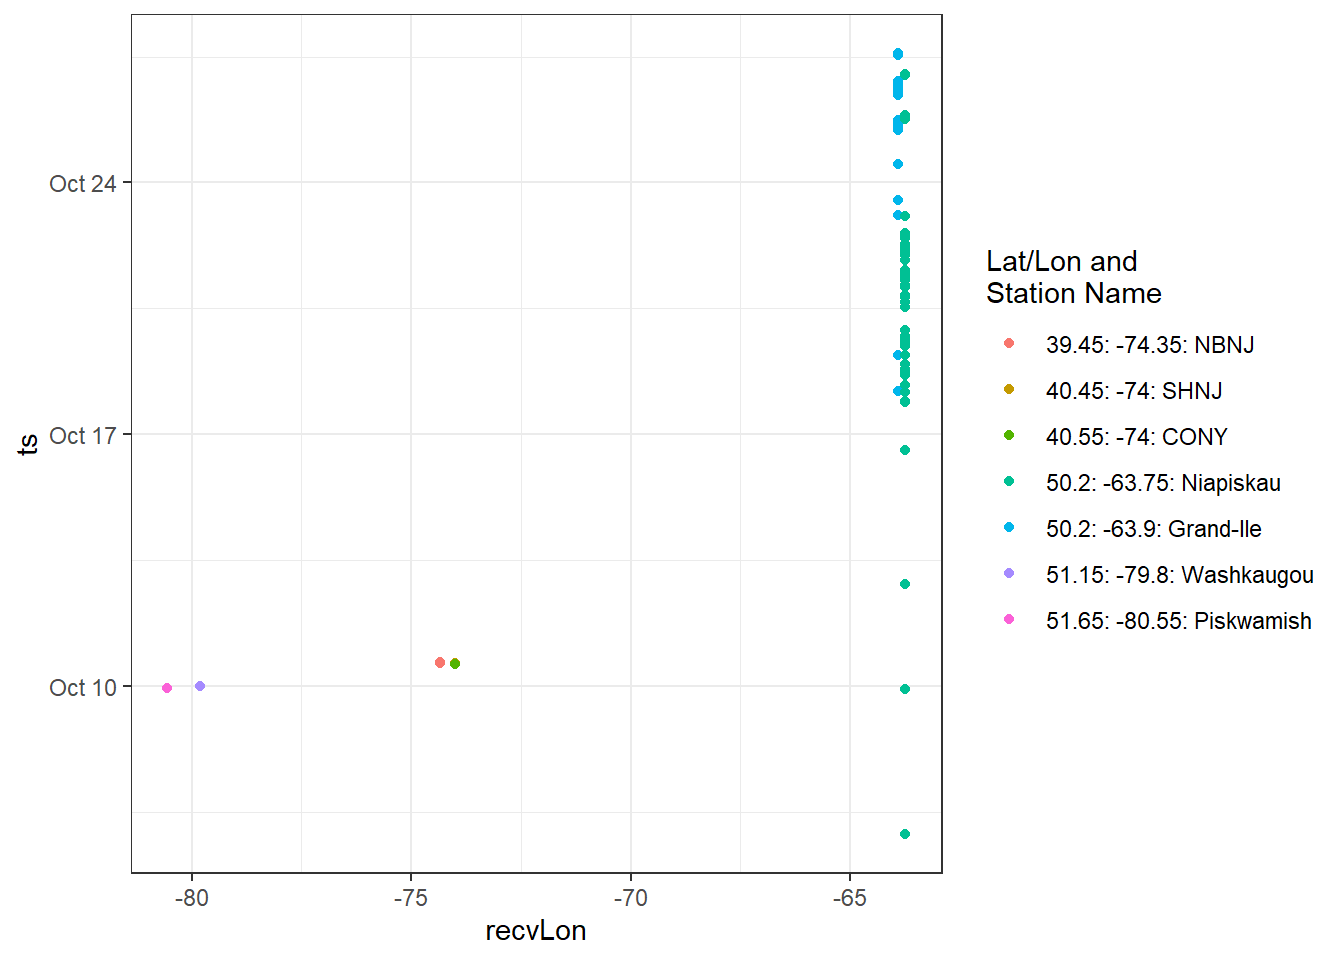 Oct 24
Oct 17
Oct 10
ts
-80
-75
-70
-65
recvLon
Lat/Lon and
Station Name
39.45: -74.35: NBNJ
40.45: -74: SHNJ
40.55: -74: CONY
50.2: -63.75: Niapiskau
50.2: -63.9: Grand-Ile
51.15: -79.8: Washkaugou
51.65: -80.55: Piskwamish